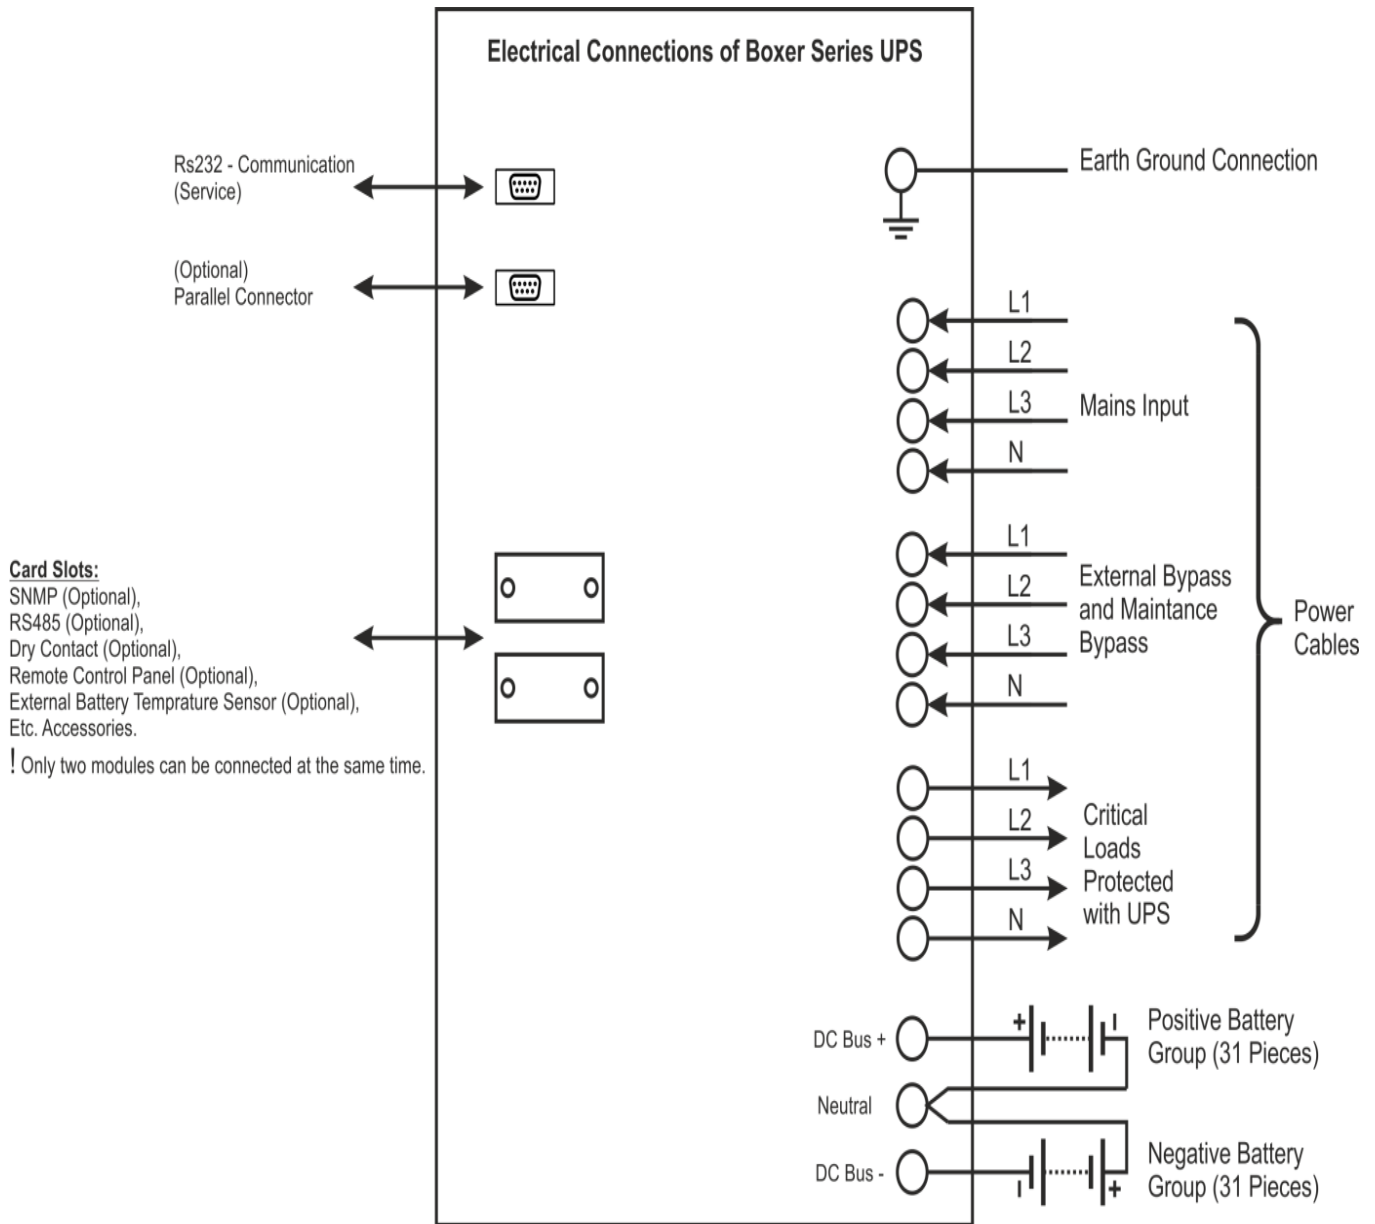 Electrical Connections of Boxer Series UPS
Rs232 - Communication
(Service)
(Optional)
Parallel Connector
Card Slots:
SNMP (Optional),
RS485 (Optional),
Dry Contact (Optional),
Remote Control Panel (Optional),
External Battery Temprature Sensor (Optional),
Etc. Accessories.
! Only two modules can be connected at the same time.
Earth Ground Connection
L1
L2
L3
N
Mains Input
L1
L2
L3
N
External Bypass
and Maintance
Bypass
L1
L2
L3
N
Critical
Loads
Protected
with UPS
Power
Cables
DC Bus +
Neutral
DC Bus -
+
-
Positive Battery
Group (31 Pieces)
-
+
Negative Battery
Group (31 Pieces)